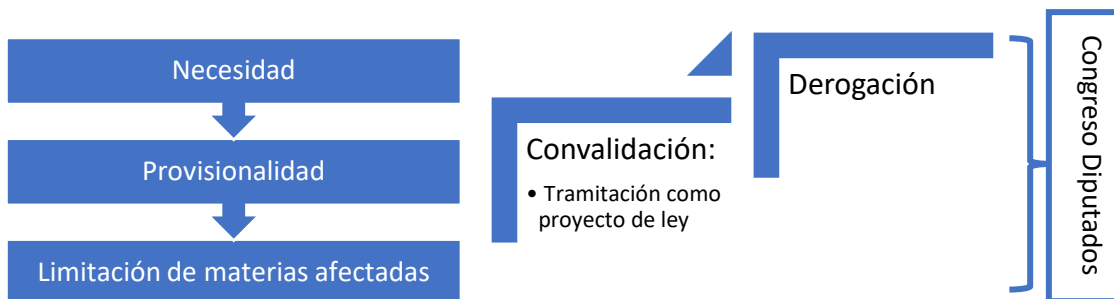 Necesidad
Provisionalidad
Limitación de materias afectadas
Convalidación:
• Tramitación como
proyecto de ley
Derogación
Congreso Diputados